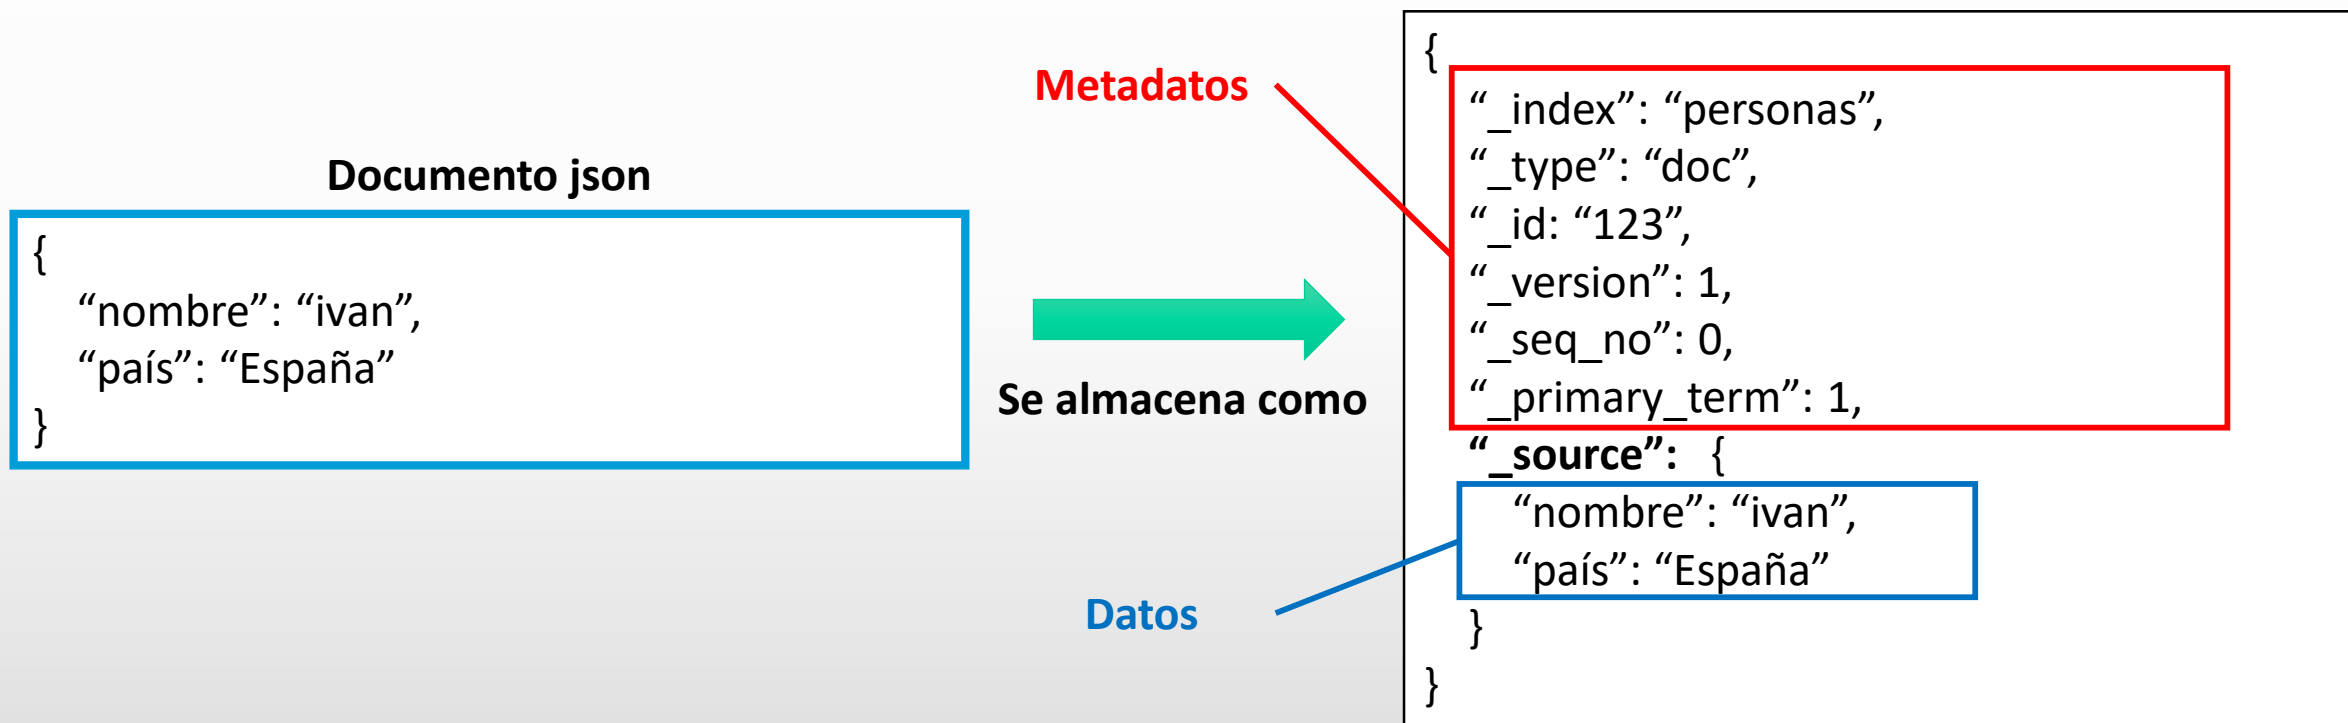 Documento json
{
“nombre”: “ivan”,
“país”: “España”
}
Se almacena como
Metadatos
Datos
{
“_index”: “personas”,
“_type”: “doc”,
“_id: “123”,
“_version”: 1,
“_seq_no”: 0,
“_primary_term”: 1,
“_source”: {
“nombre”: “ivan”,
“país”: “España”
}
}